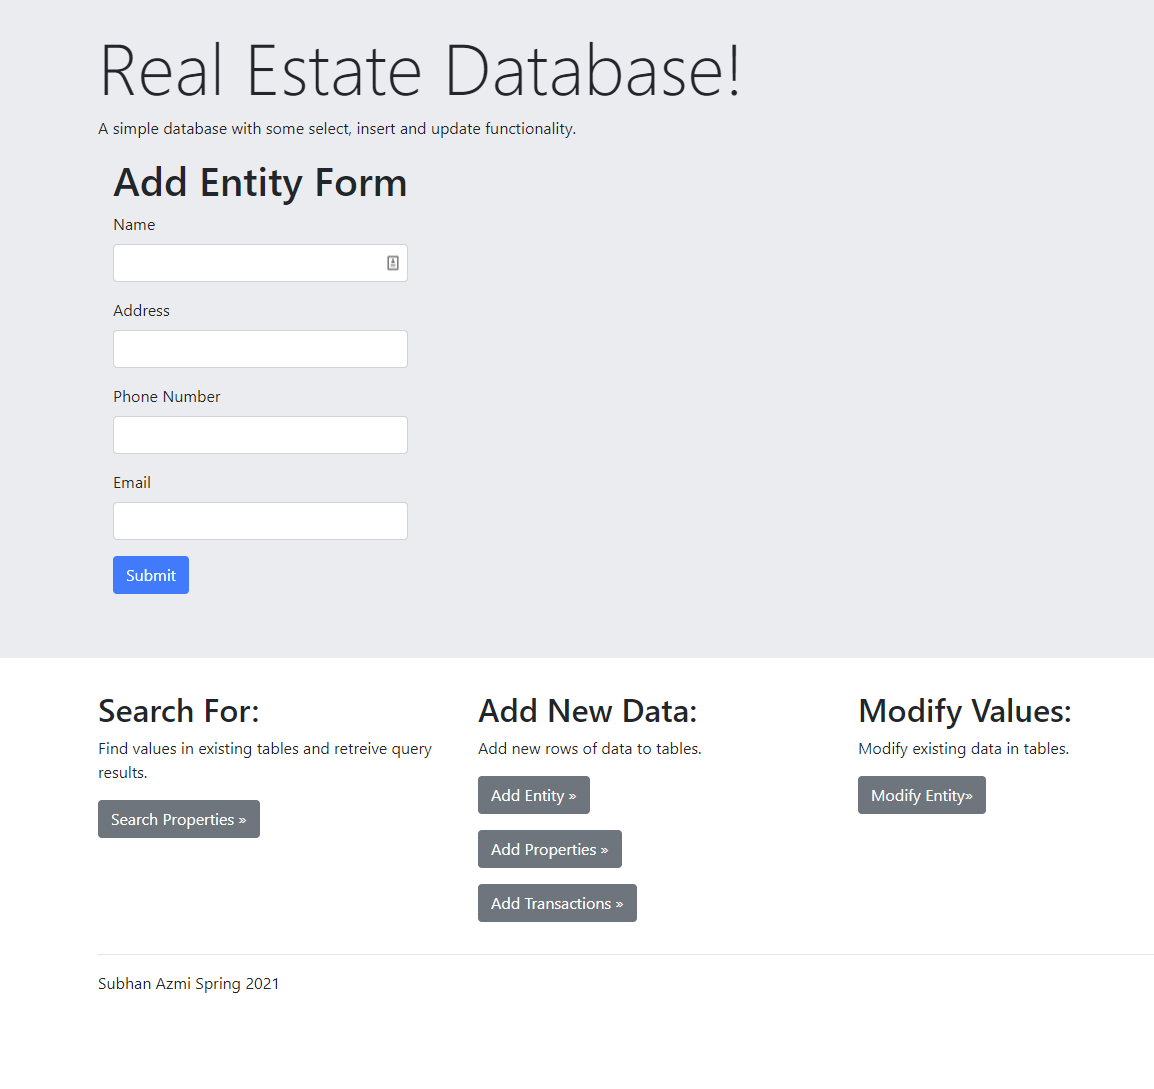 Real Estate Database!
A simple database with some select, insert and update functionality.
Add Entity Form
Name
Address
Phone Number
Email
Submit
Search For:
Find values in existing tables and retreive query
results.
Search Properties »
Add New Data:
Add new rows of data to tables.
Add Entity »
Add Properties »
Add Transactions »
Modify Values:
Modify existing data in tables.
Modify Entity»
Subhan Azmi Spring 2021